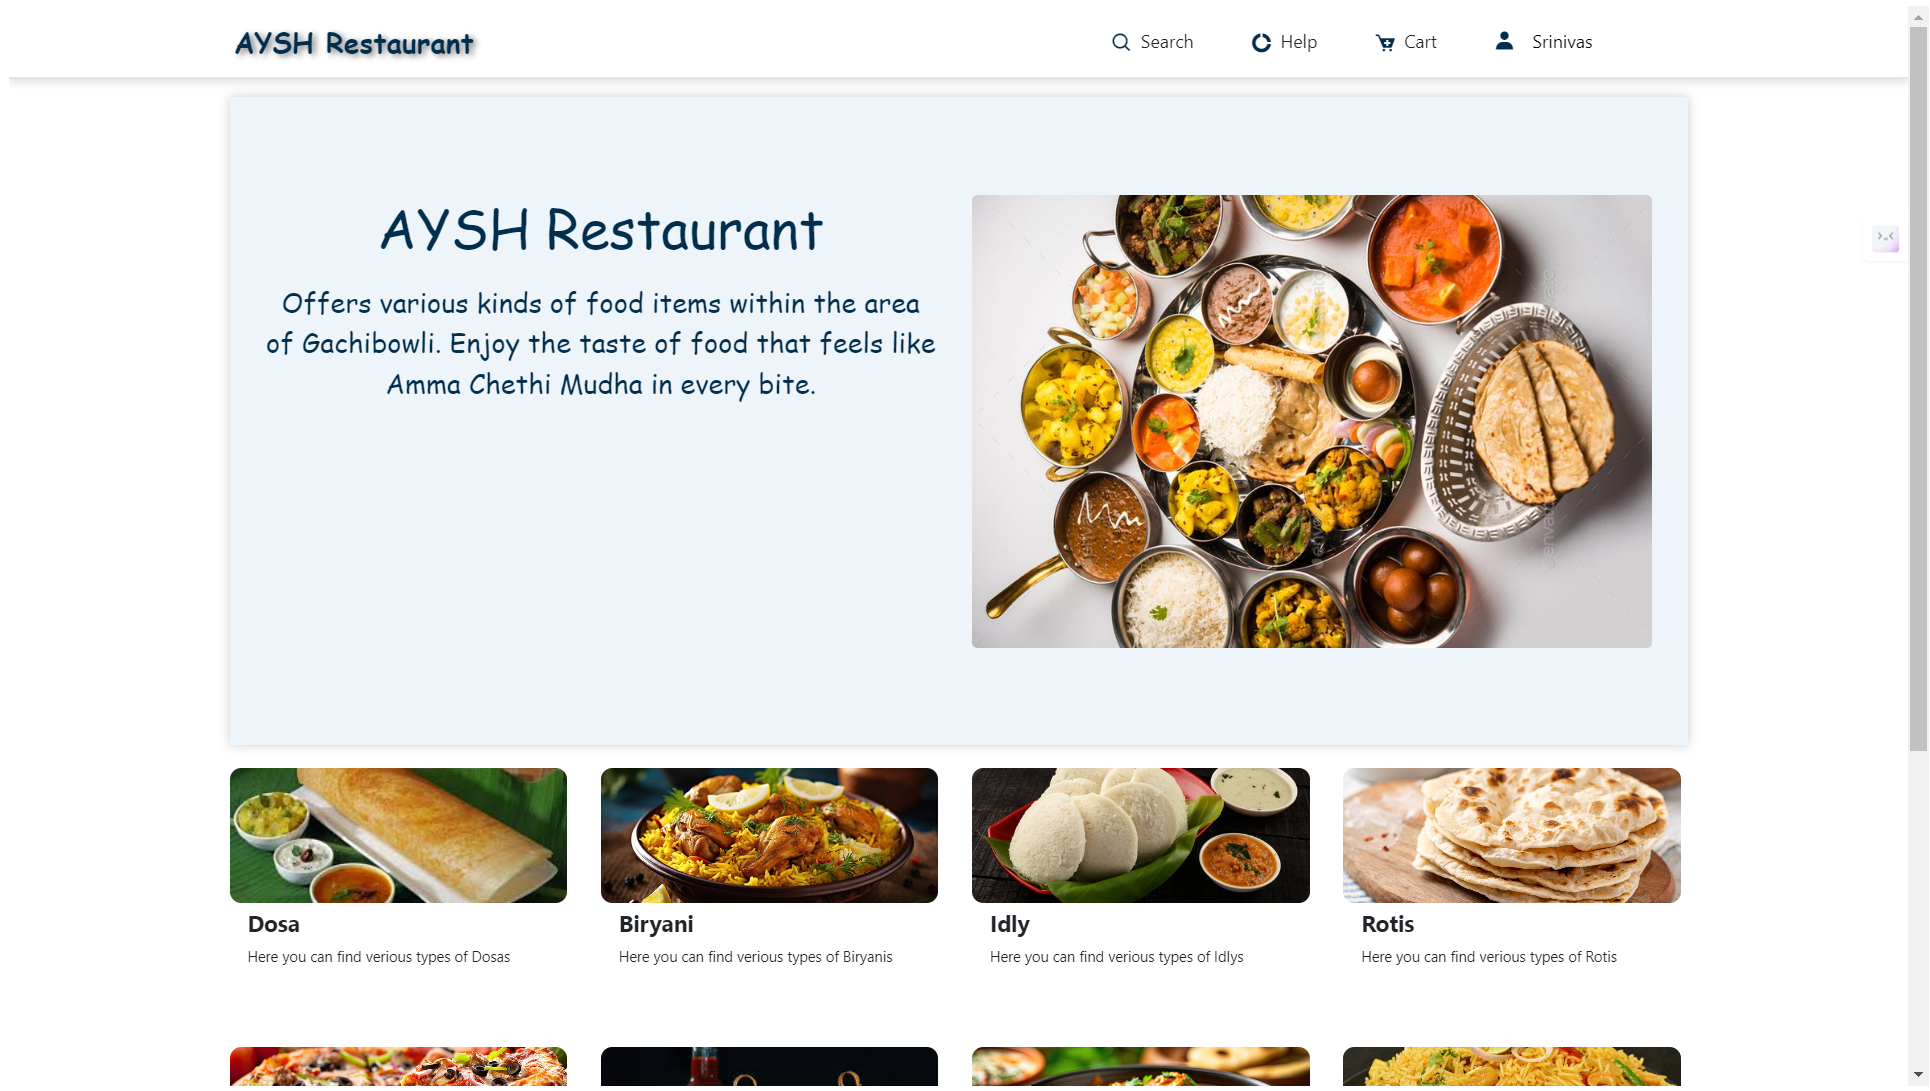 AYSH Restaurant
Search
Help
Cart
Srinivas
AYSH Restaurant
Offers various kinds of food items within the area
of Gachibowli. Enjoy the taste of food that feels like
Amma Chethi Mudha in every bite.
Dosa
Biryani
Idly
Rotis
Here you can find verious types of Dosas
Here you can find verious types of Biryanis
Here you can find verious types of Idlys
Here you can find verious types of Rotis